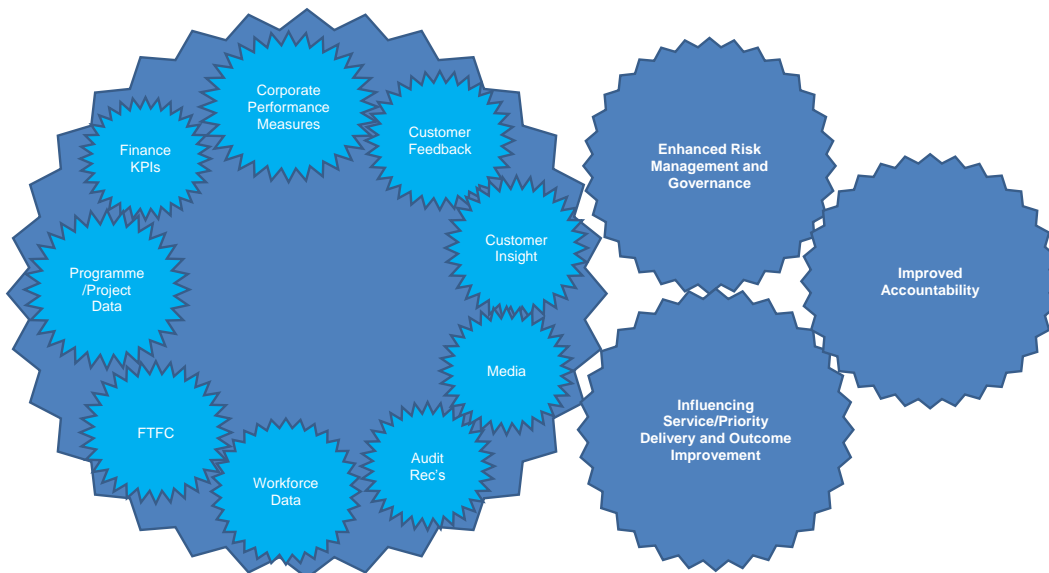 Corporate
Performance
Measures
Customer
Feedback
Customer
Insight
Media
Audit
Rec's
Workforce
Data
FTFC
Programme
/Project
Data
Finance
KPIs
Enhanced Risk
Management and
Governance
Influencing
Service/Priority
Delivery and Outcome
Improvement
Improved
Accountability